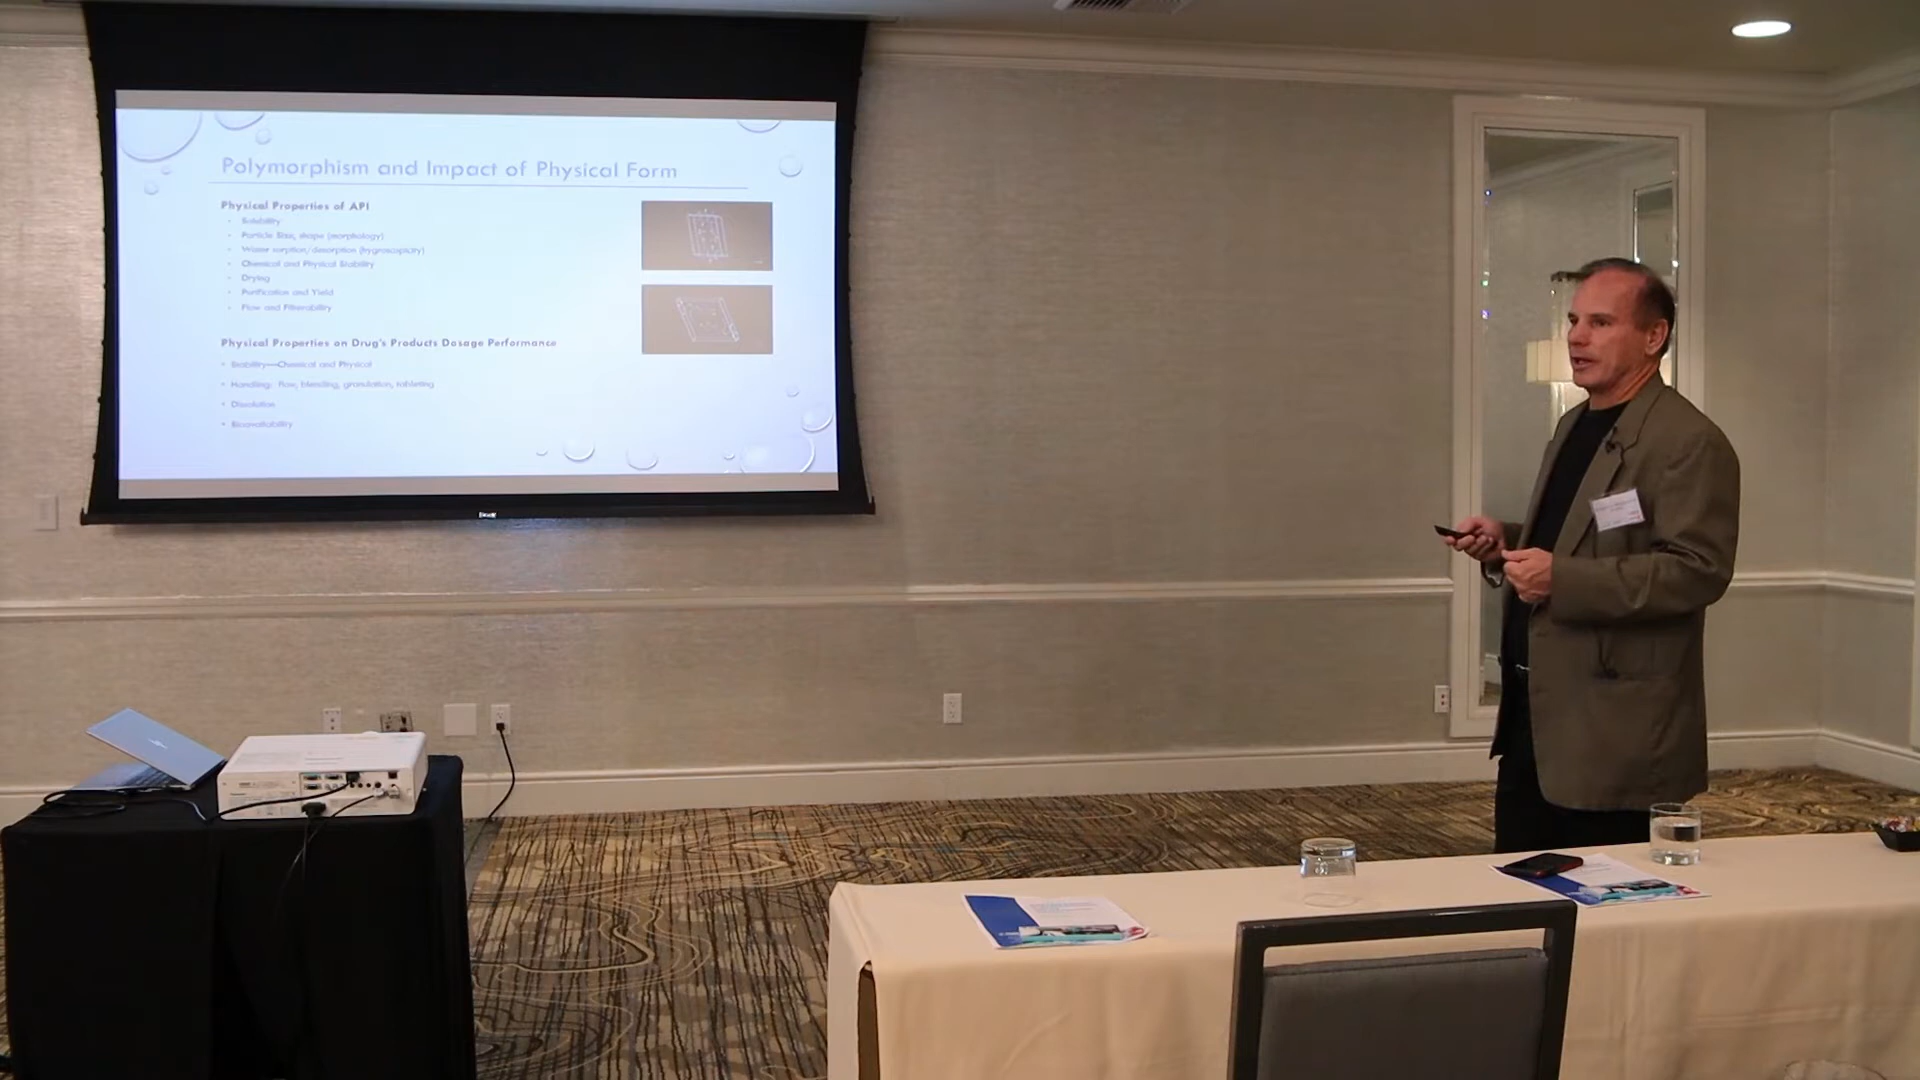 Polymorphism and Impact of Physical Form
Physical Properties of API
Solubility
Particle Size, shape (morphology)
Water sorption/desorption (hygroscopicity)
Chemical and Physical Stability
Drying
Purification and Yield
Flow and Filterability
Physical Properties on Drug's Products Dosage Performance
Stability—Chemical and Physical
Handling: flow, blending, granulation, tableting
Dissolution
Bioavailability